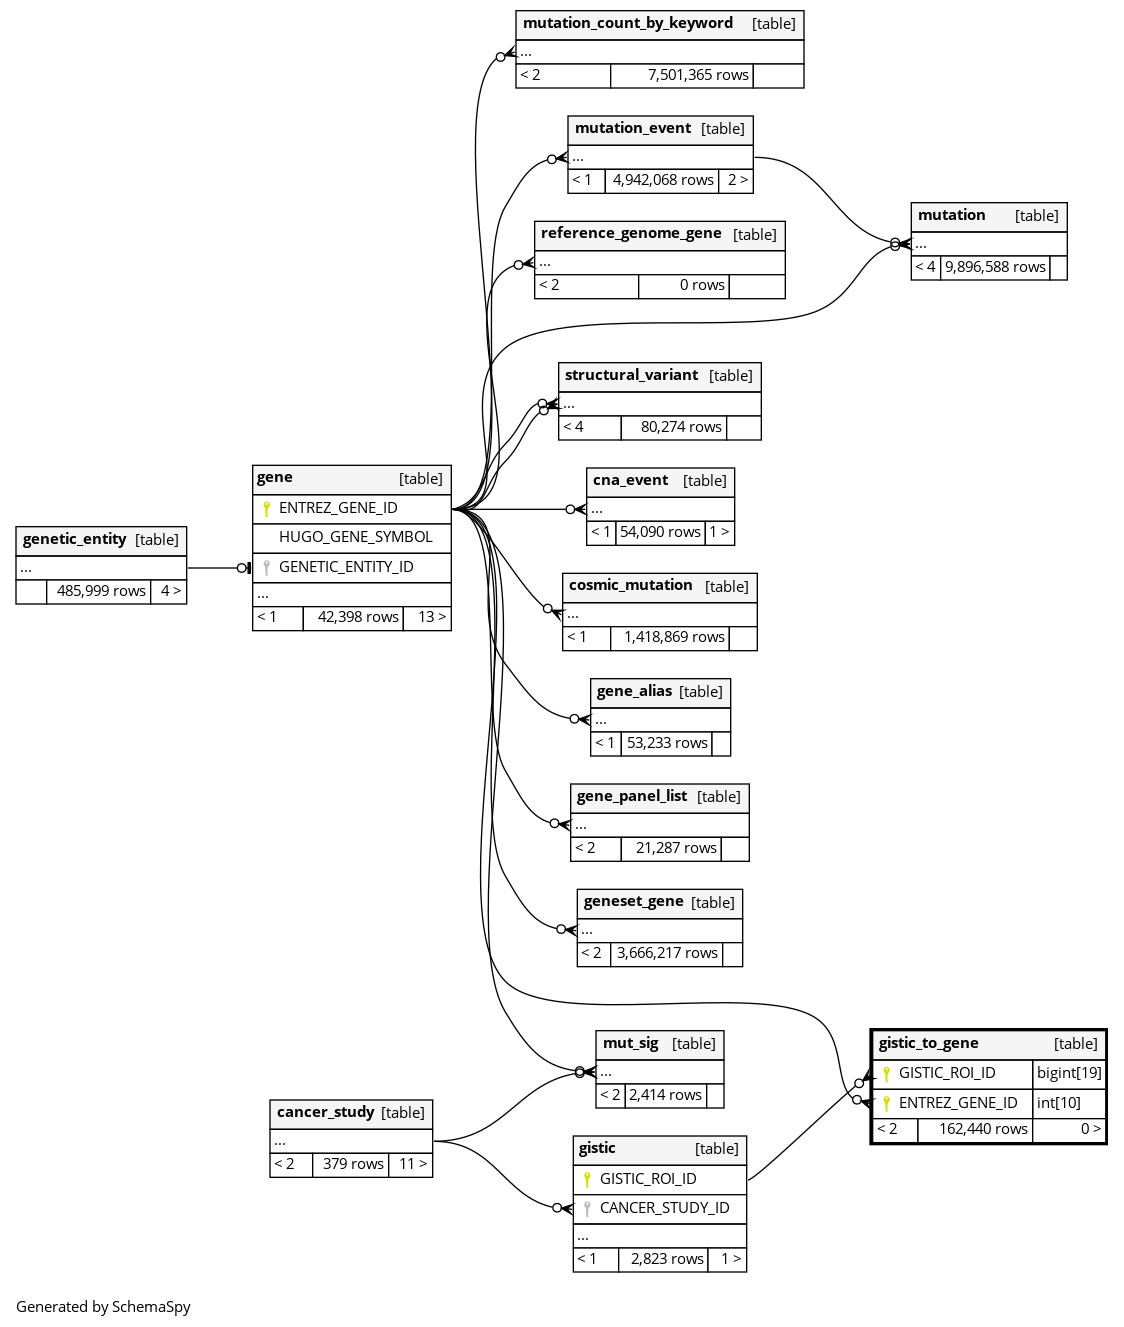 mutation_count_by_keyword [table]
...
< 2 7,501,365 rows
mutation_event [table]
...
< 1 4,942,068 rows 2 >
mutation [table]
...
< 4 9,896,588 rows
reference_genome_gene [table]
...
< 2 0 rows
structural_variant [table]
...
< 4 80,274 rows
gene [table]
ENTREZ_GENE_ID
HUGO_GENE_SYMBOL
GENETIC_ENTITY_ID
...
< 1 42,398 rows 13 >
cna_event [table]
...
< 1 54,090 rows 1 >
genetic_entity [table]
...
485,999 rows 4 >
cosmic_mutation [table]
...
< 1 1,418,869 rows
gene_alias [table]
...
< 1 53,233 rows
gene_panel_list [table]
...
< 2 21,287 rows
geneset_gene [table]
...
< 2 3,666,217 rows
mut_sig [table]
...
< 2 2,414 rows
gistic_to_gene [table]
GISTIC_ROI_ID bigint[19]
ENTREZ_GENE_ID int[10]
< 2 162,440 rows 0 >
cancer_study [table]
...
< 2 379 rows 11 >
gistic [table]
GISTIC_ROI_ID
CANCER_STUDY_ID
...
< 1 2,823 rows 1 >
Generated by SchemaSpy